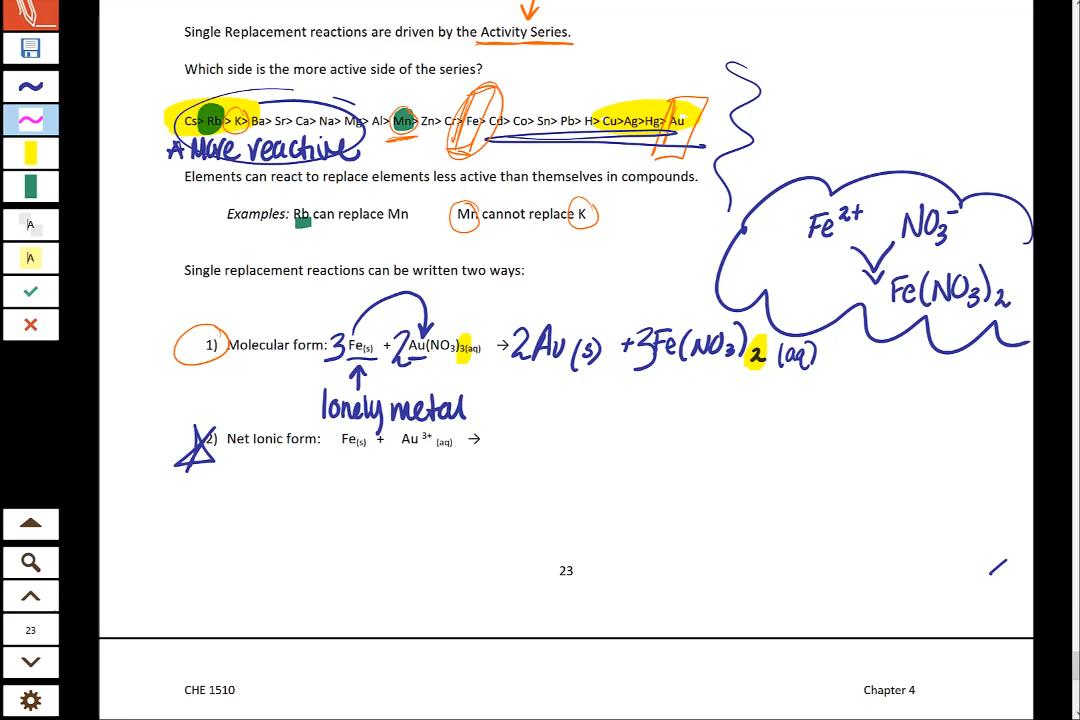 Single Replacement reactions are driven by the Activity Series.
Which side is the more active side of the series?
Cs> Rb > K> Ba> Sr> Ca> Na> Mg> Al> Mn> Zn> Cr> Fe> Cd> Co> Sn> Pb> H> Cu>Ag>Hg> Au
More reactive
Elements can react to replace elements less active than themselves in compounds.
Examples: Rb can replace Mn Mn cannot replace K
Fe2+ NO3-
Fe(NO3)2
Single replacement reactions can be written two ways:
1) Molecular form: 3 Fe(s) + 2 Au(NO3)3(aq) → 2Au(s) + 3Fe(NO3)2 (aq)
lonely metal
2) Net Ionic form: Fe(s) + Au 3+ (aq) →
23
CHE 1510 Chapter 4
A
A
23